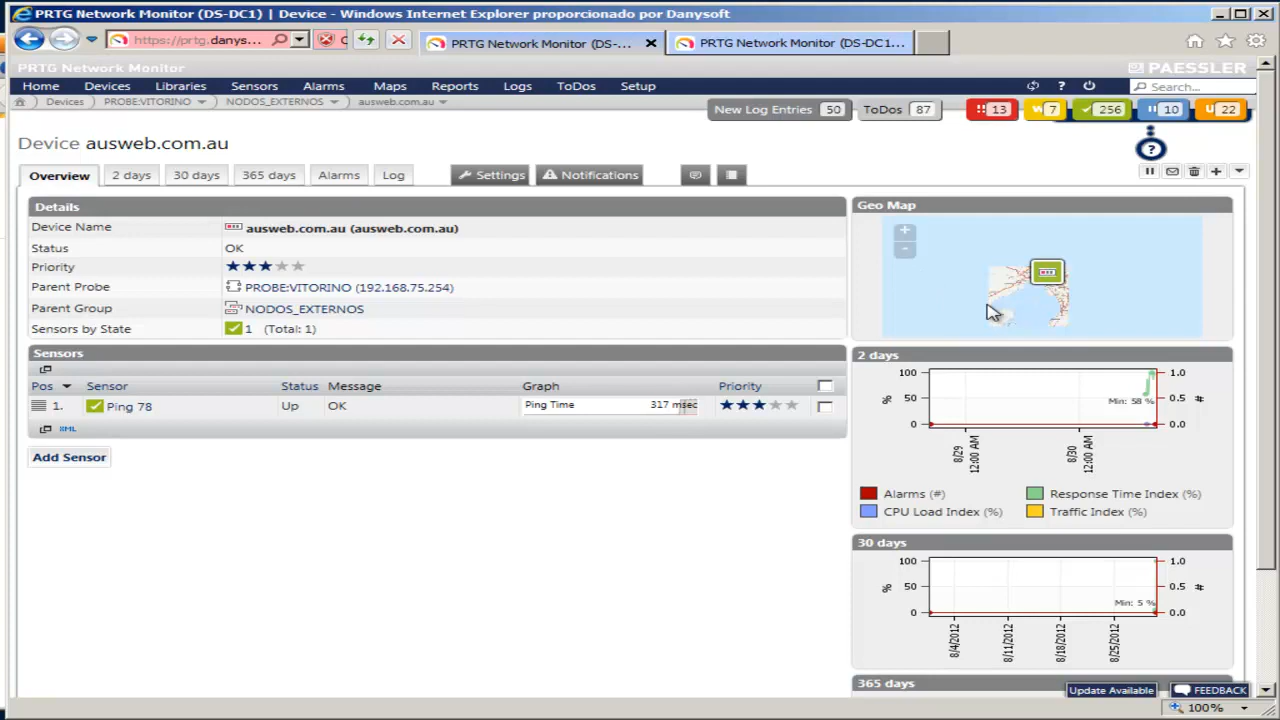 PRTG Network Monitor (DS-DC1) | Device - Windows Internet Explorer proporcionado por Danysoft
https://prtg.danys... PRTG Network Monitor (DS-... PRTG Network Monitor (DS-DC1...
PRTG Network Monitor PAESSLER
Home Devices Libraries Sensors Alarms Maps Reports Logs ToDos Setup ? Search...
Devices PROBE:VITORINO NODOS_EXTERNOS ausweb.com.au
New Log Entries 50 ToDos 87 !! 13 W 7 256 10 U 22
?
Device ausweb.com.au
Overview 2 days 30 days 365 days Alarms Log Settings Notifications
Details
Device Name ausweb.com.au (ausweb.com.au)
Status OK
Priority
Parent Probe PROBE:VITORINO (192.168.75.254)
Parent Group NODOS_EXTERNOS
Sensors by State 1 (Total: 1)
Sensors
Pos Sensor Status Message Graph Priority
1. Ping 78 Up OK Ping Time 317 msec
XML
Add Sensor
Geo Map
+
-
2 days
100 1.0
% 50 Min: 58 % 0.5 #
0 0.0
8/29 12:00 AM 8/30 12:00 AM
Alarms (#) Response Time Index (%)
CPU Load Index (%) Traffic Index (%)
30 days
100 1.0
% 50 0.5 #
Min: 5 %
0 0.0
8/4/2012 8/11/2012 8/18/2012 8/25/2012
365 days
Update Available FEEDBACK
100%